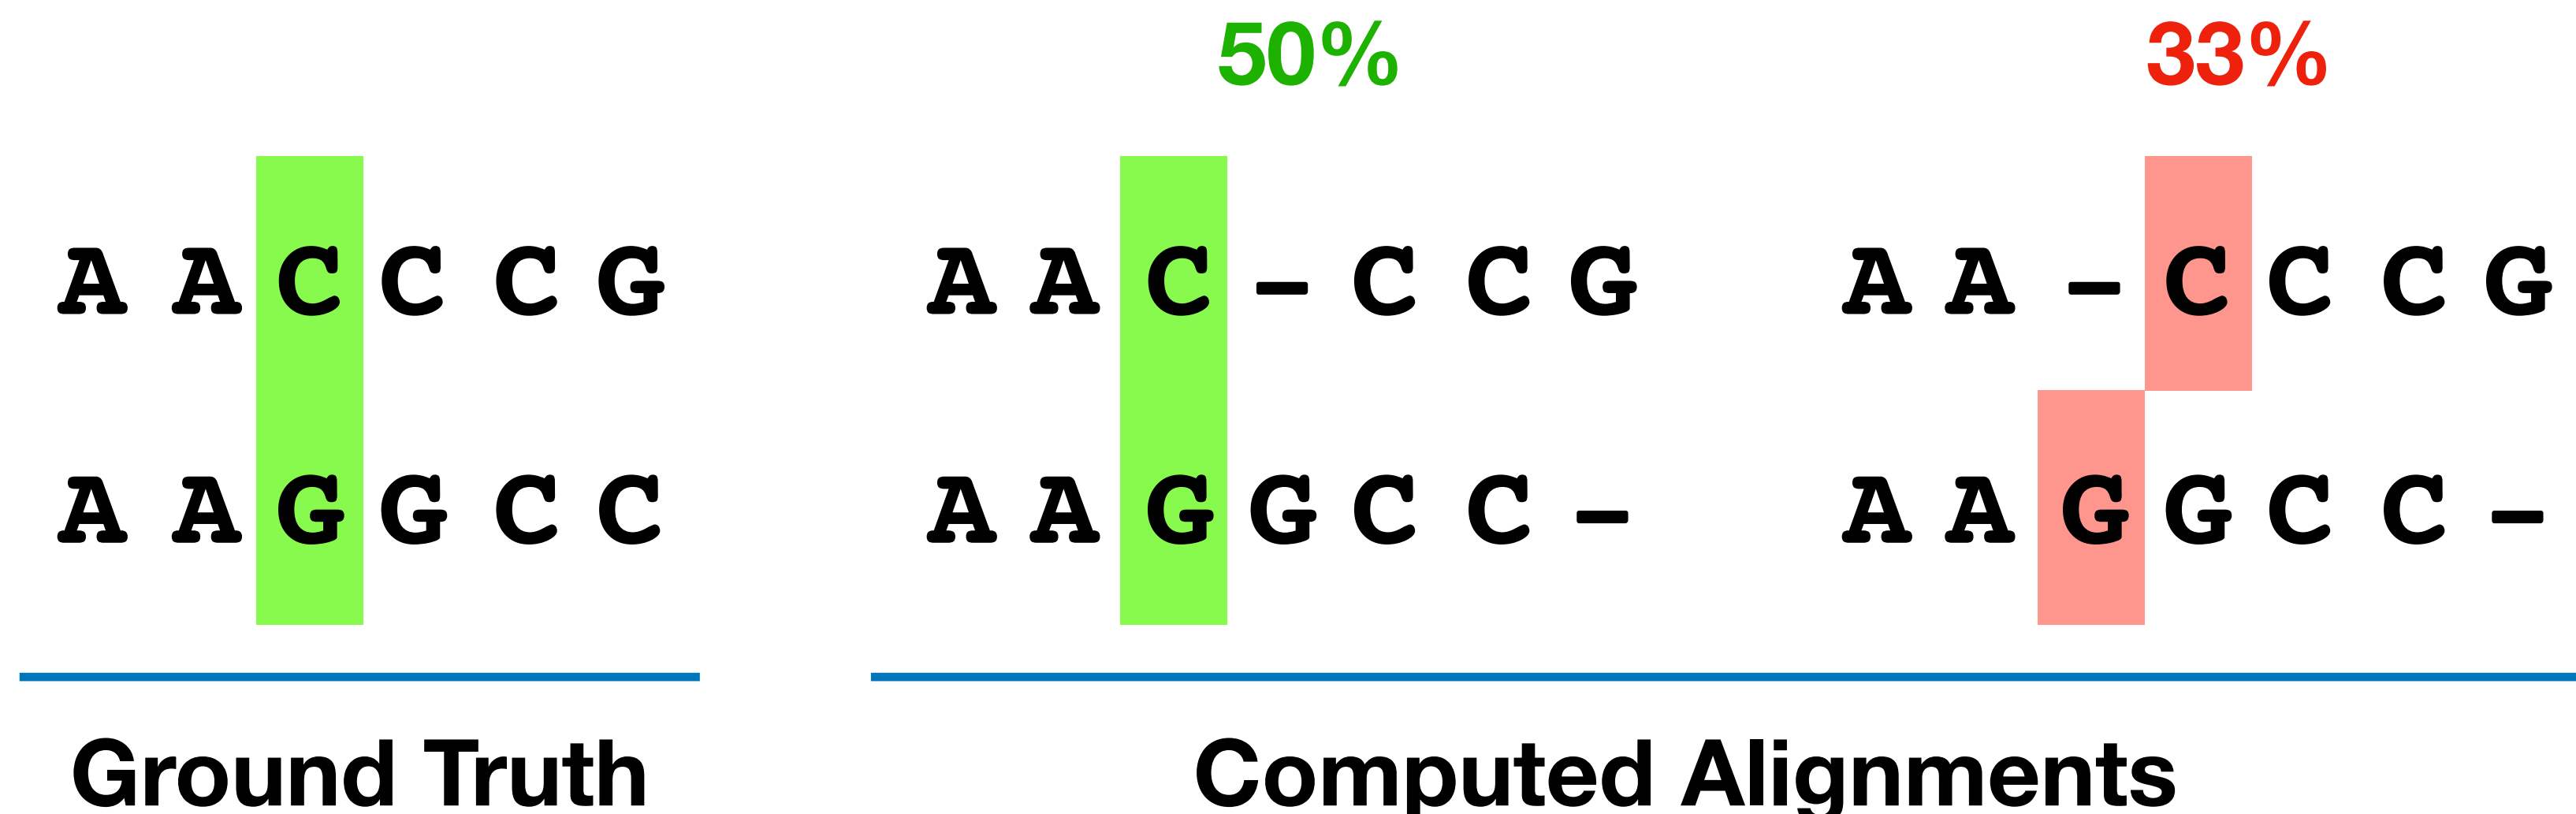 50% 33%
A A C C C G A A C – C C G A A – C C C G
A A G G C C A A G G C C – A A G G C C –
Ground Truth Computed Alignments